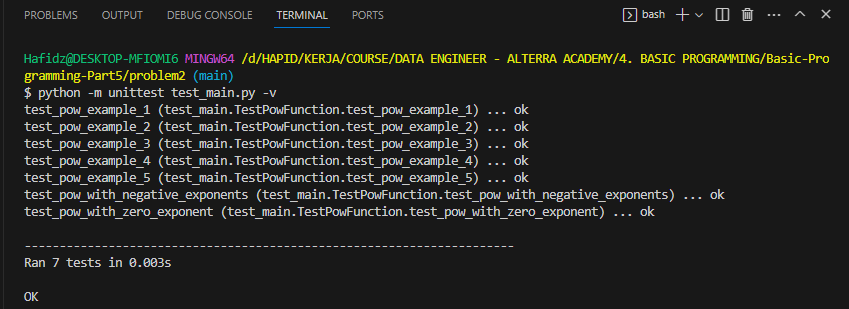 PROBLEMS OUTPUT DEBUG CONSOLE TERMINAL PORTS bash
Hafidz@DESKTOP-MFIOMI6 MINGW64 /d/HAPID/KERJA/COURSE/DATA ENGINEER - ALTERRA ACADEMY/4. BASIC PROGRAMMING/Basic-Pro
gramming-Part5/problem2 (main)
$ python -m unittest test_main.py -v
test_pow_example_1 (test_main.TestPowFunction.test_pow_example_1) ... ok
test_pow_example_2 (test_main.TestPowFunction.test_pow_example_2) ... ok
test_pow_example_3 (test_main.TestPowFunction.test_pow_example_3) ... ok
test_pow_example_4 (test_main.TestPowFunction.test_pow_example_4) ... ok
test_pow_example_5 (test_main.TestPowFunction.test_pow_example_5) ... ok
test_pow_with_negative_exponents (test_main.TestPowFunction.test_pow_with_negative_exponents) ... ok
test_pow_with_zero_exponent (test_main.TestPowFunction.test_pow_with_zero_exponent) ... ok
----------------------------------------------------------------------
Ran 7 tests in 0.003s
OK